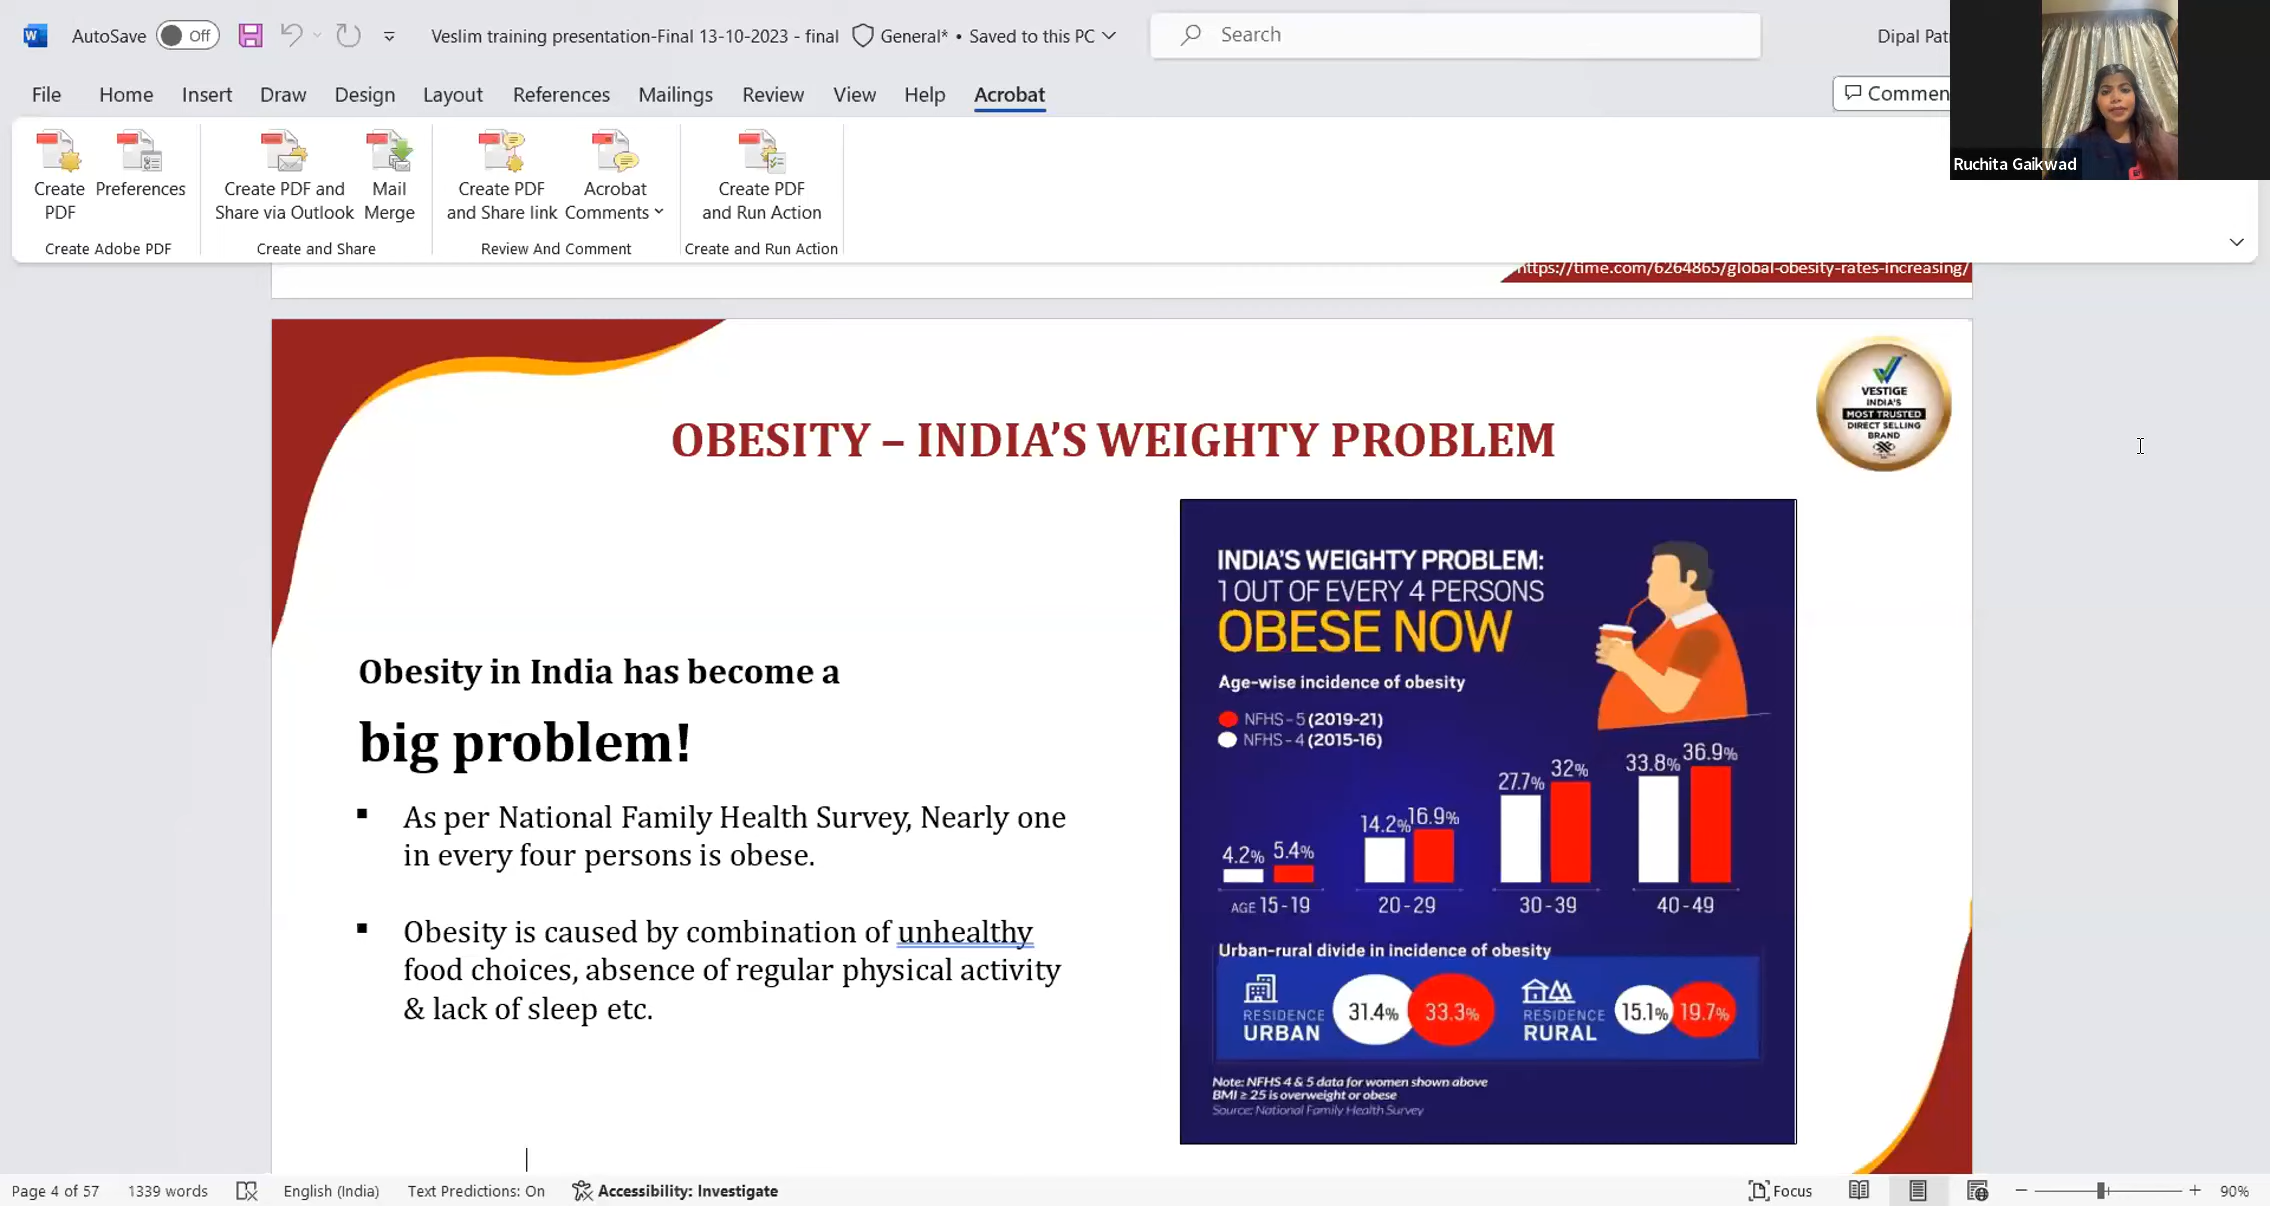 AutoSave Off Veslim training presentation-Final 13-10-2023 - final General* • Saved to this PC Search Dipal
File Home Insert Draw Design Layout References Mailings Review View Help Acrobat
Ruchita Gaikwad
Create PDF Preferences Create PDF and Share via Outlook Mail Merge Create PDF and Share link Acrobat Comments Create PDF and Run Action
Create Adobe PDF Create and Share Review And Comment Create and Run Action
https://time.com/6264865/global-obesity-rates-increasing/
OBESITY – INDIA'S WEIGHTY PROBLEM
VESTIGE
INDIA'S
MOST TRUSTED
DIRECT SELLING
BRAND
Obesity in India has become a
big problem!
▪ As per National Family Health Survey, Nearly one
in every four persons is obese.
▪ Obesity is caused by combination of unhealthy
food choices, absence of regular physical activity
& lack of sleep etc.
INDIA'S WEIGHTY PROBLEM:
1 OUT OF EVERY 4 PERSONS
OBESE NOW
Age-wise incidence of obesity
NFHS-5 (2019-21)
NFHS-4 (2015-16)
4.2% 5.4% 14.2% 16.9% 27.7% 32% 33.8% 36.9%
AGE 15-19 20-29 30-39 40-49
Urban-rural divide in incidence of obesity
RESIDENCE URBAN 31.4% 33.3% RESIDENCE RURAL 15.1% 19.7%
Note: NFHS 4 & 5 data for women shown above
BMI ≥ 25 is overweight or obese
Source: National Family Health Survey
Page 4 of 57 1339 words English (India) Text Predictions: On Accessibility: Investigate Focus 90%